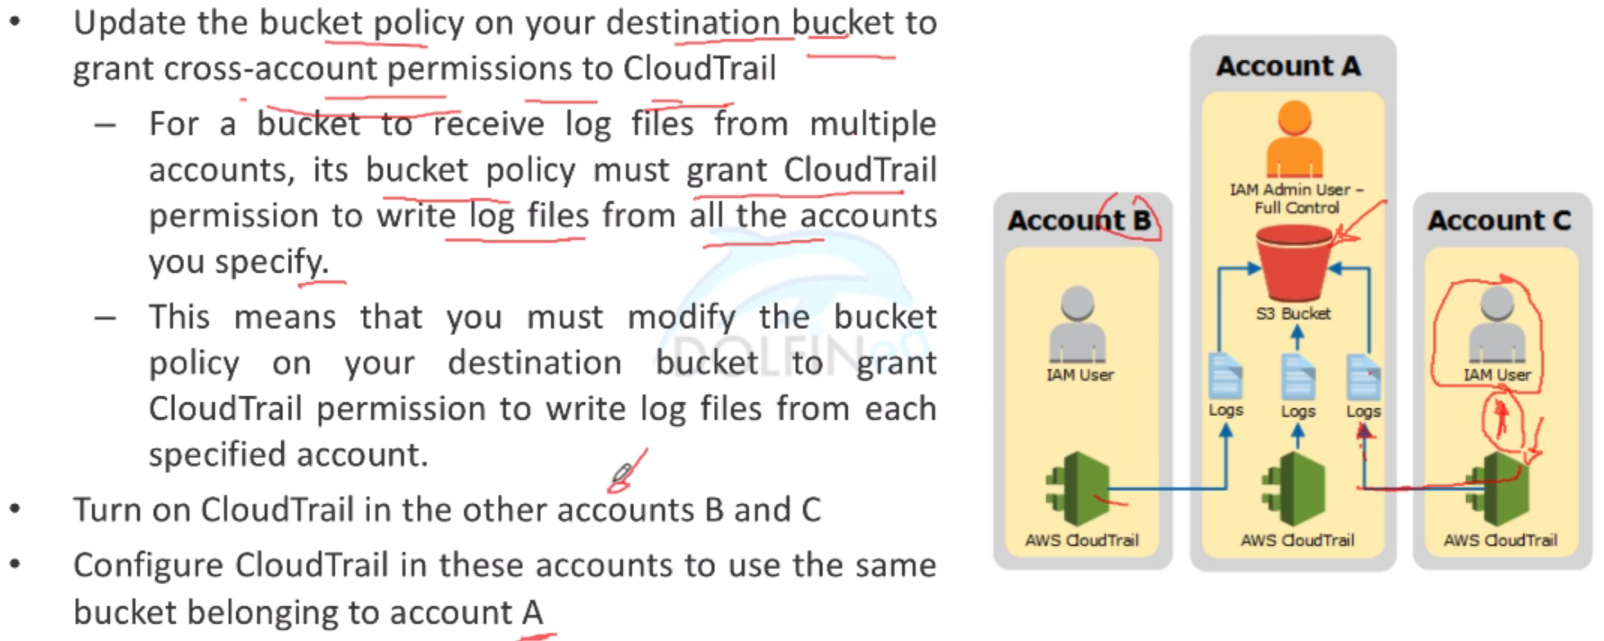 • Update the bucket policy on your destination bucket to
grant cross-account permissions to CloudTrail
– For a bucket to receive log files from multiple
accounts, its bucket policy must grant CloudTrail
permission to write log files from all the accounts
you specify.
– This means that you must modify the bucket
policy on your destination bucket to grant
CloudTrail permission to write log files from each
specified account.
• Turn on CloudTrail in the other accounts B and C
• Configure CloudTrail in these accounts to use the same
bucket belonging to account A
DOLFINED
Account A
IAM Admin User –
Full Control
S3 Bucket
Account B
IAM User
Account C
IAM User
Logs
Logs
Logs
AWS CloudTrail
AWS CloudTrail
AWS CloudTrail